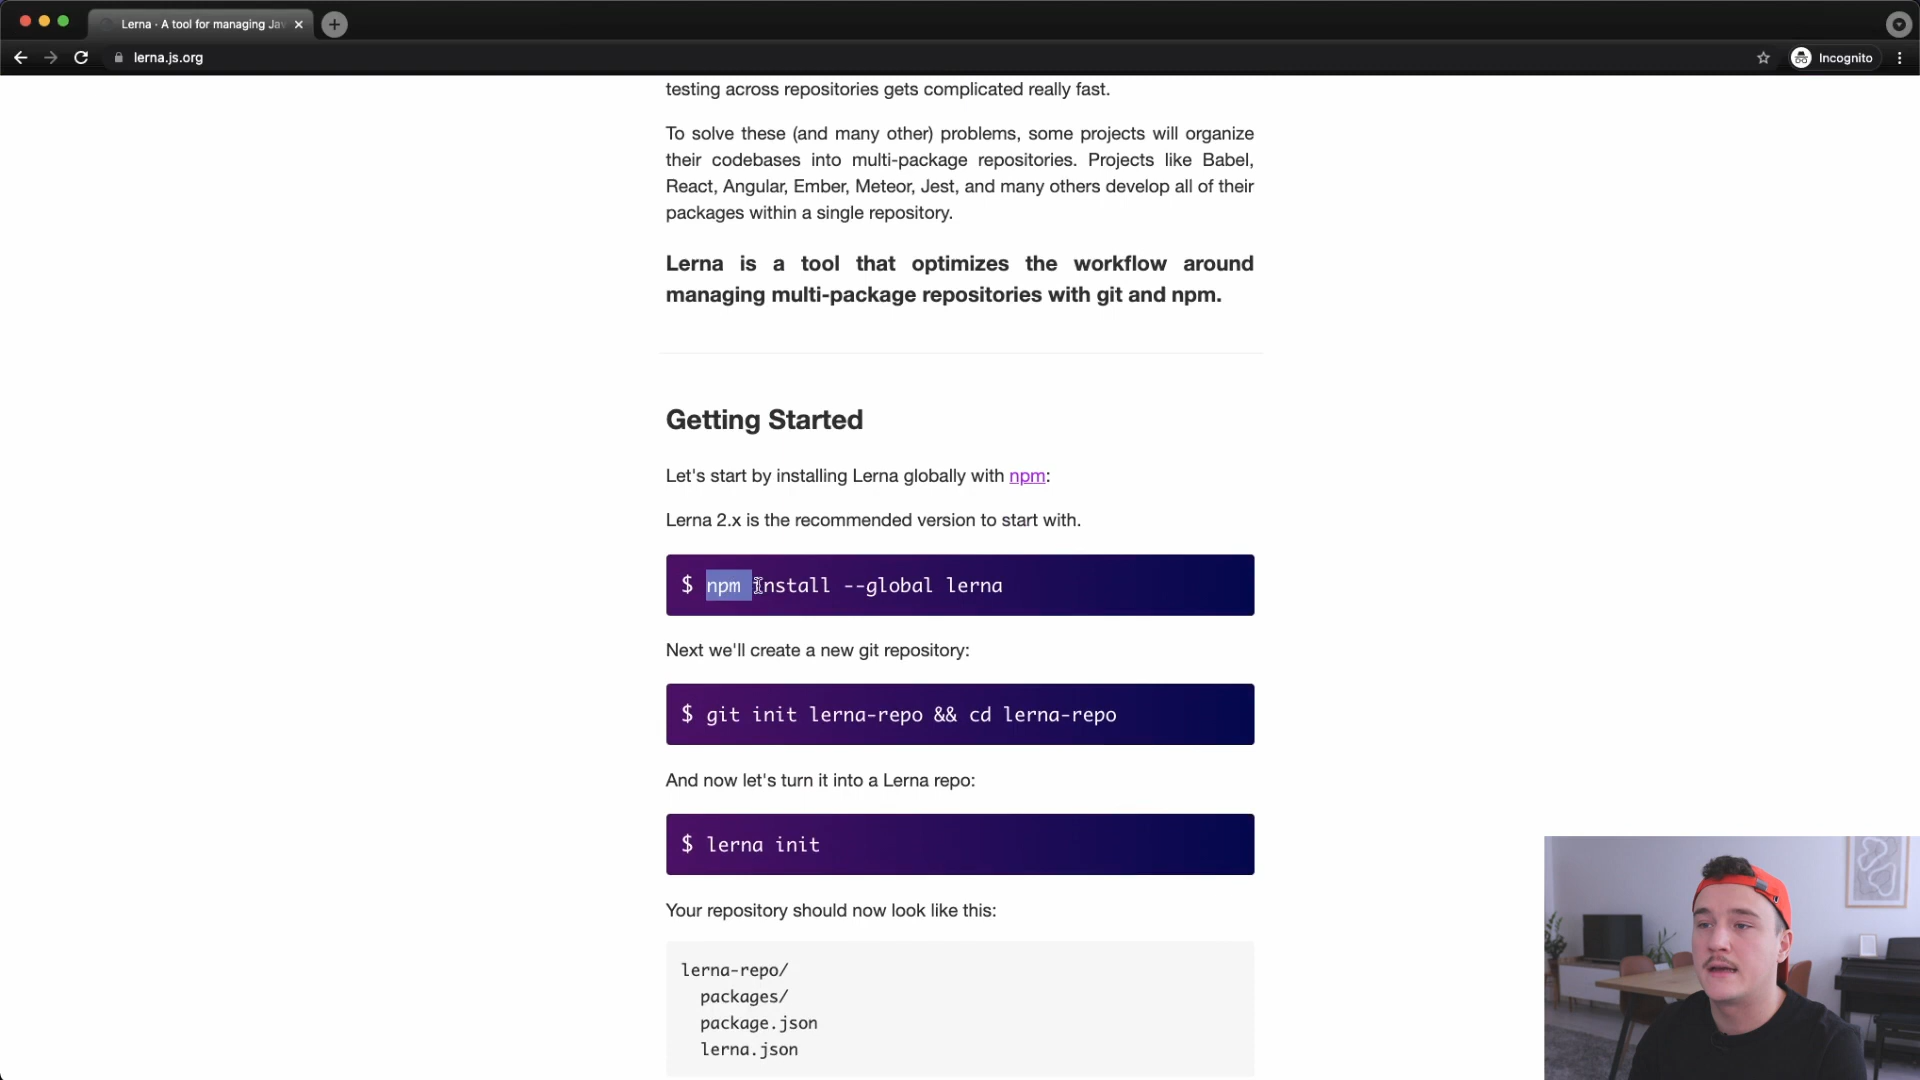 Lerna · A tool for managing Jav
lerna.js.org
Incognito
testing across repositories gets complicated really fast.
To solve these (and many other) problems, some projects will organize
their codebases into multi-package repositories. Projects like Babel,
React, Angular, Ember, Meteor, Jest, and many others develop all of their
packages within a single repository.
Lerna is a tool that optimizes the workflow around
managing multi-package repositories with git and npm.
Getting Started
Let's start by installing Lerna globally with npm:
Lerna 2.x is the recommended version to start with.
$ npm install --global lerna
Next we'll create a new git repository:
$ git init lerna-repo && cd lerna-repo
And now let's turn it into a Lerna repo:
$ lerna init
Your repository should now look like this:
lerna-repo/
packages/
package.json
lerna.json